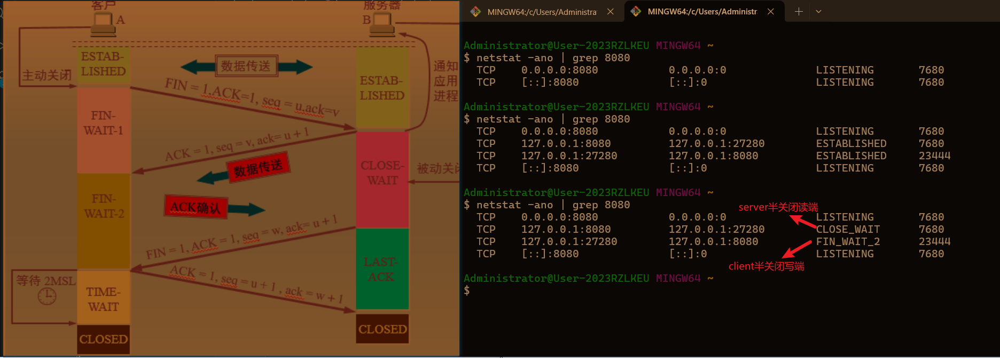 客户
A
服务器
B
ESTAB-
LISHED
主动关闭
数据传送
FIN = 1,ACK=1, seq = u,ack=v
ESTAB-
LISHED
通知
应用
进程
FIN-
WAIT-1
ACK = 1, seq = v, ack= u + 1
数据传送
CLOSE-
WAIT
被动关闭
FIN-
WAIT-2
ACK确认
FIN = 1, ACK = 1, seq = w, ack= u + 1
LAST-
ACK
ACK = 1, seq = u + 1 , ack = w + 1
等待 2MSL
TIME-
WAIT
CLOSED
CLOSED
MINGW64:/c/Users/Administra
MINGW64:/c/Users/Administr
Administrator@User-2023RZLKEU MINGW64 ~
$ netstat -ano | grep 8080
TCP 0.0.0.0:8080 0.0.0.0:0 LISTENING 7680
TCP [::]:8080 [::]:0 LISTENING 7680
Administrator@User-2023RZLKEU MINGW64 ~
$ netstat -ano | grep 8080
TCP 0.0.0.0:8080 0.0.0.0:0 LISTENING 7680
TCP 127.0.0.1:8080 127.0.0.1:27280 ESTABLISHED 7680
TCP 127.0.0.1:27280 127.0.0.1:8080 ESTABLISHED 23444
TCP [::]:8080 [::]:0 LISTENING 7680
Administrator@User-2023RZLKEU MINGW64 ~
$ netstat -ano | grep 8080
server半关闭读端
TCP 0.0.0.0:8080 0.0.0.0:0 LISTENING 7680
TCP 127.0.0.1:8080 127.0.0.1:27280 CLOSE_WAIT 7680
TCP 127.0.0.1:27280 127.0.0.1:8080 FIN_WAIT_2 23444
TCP [::]:8080 [::]:0 LISTENING 7680
client半关闭写端
Administrator@User-2023RZLKEU MINGW64 ~
$